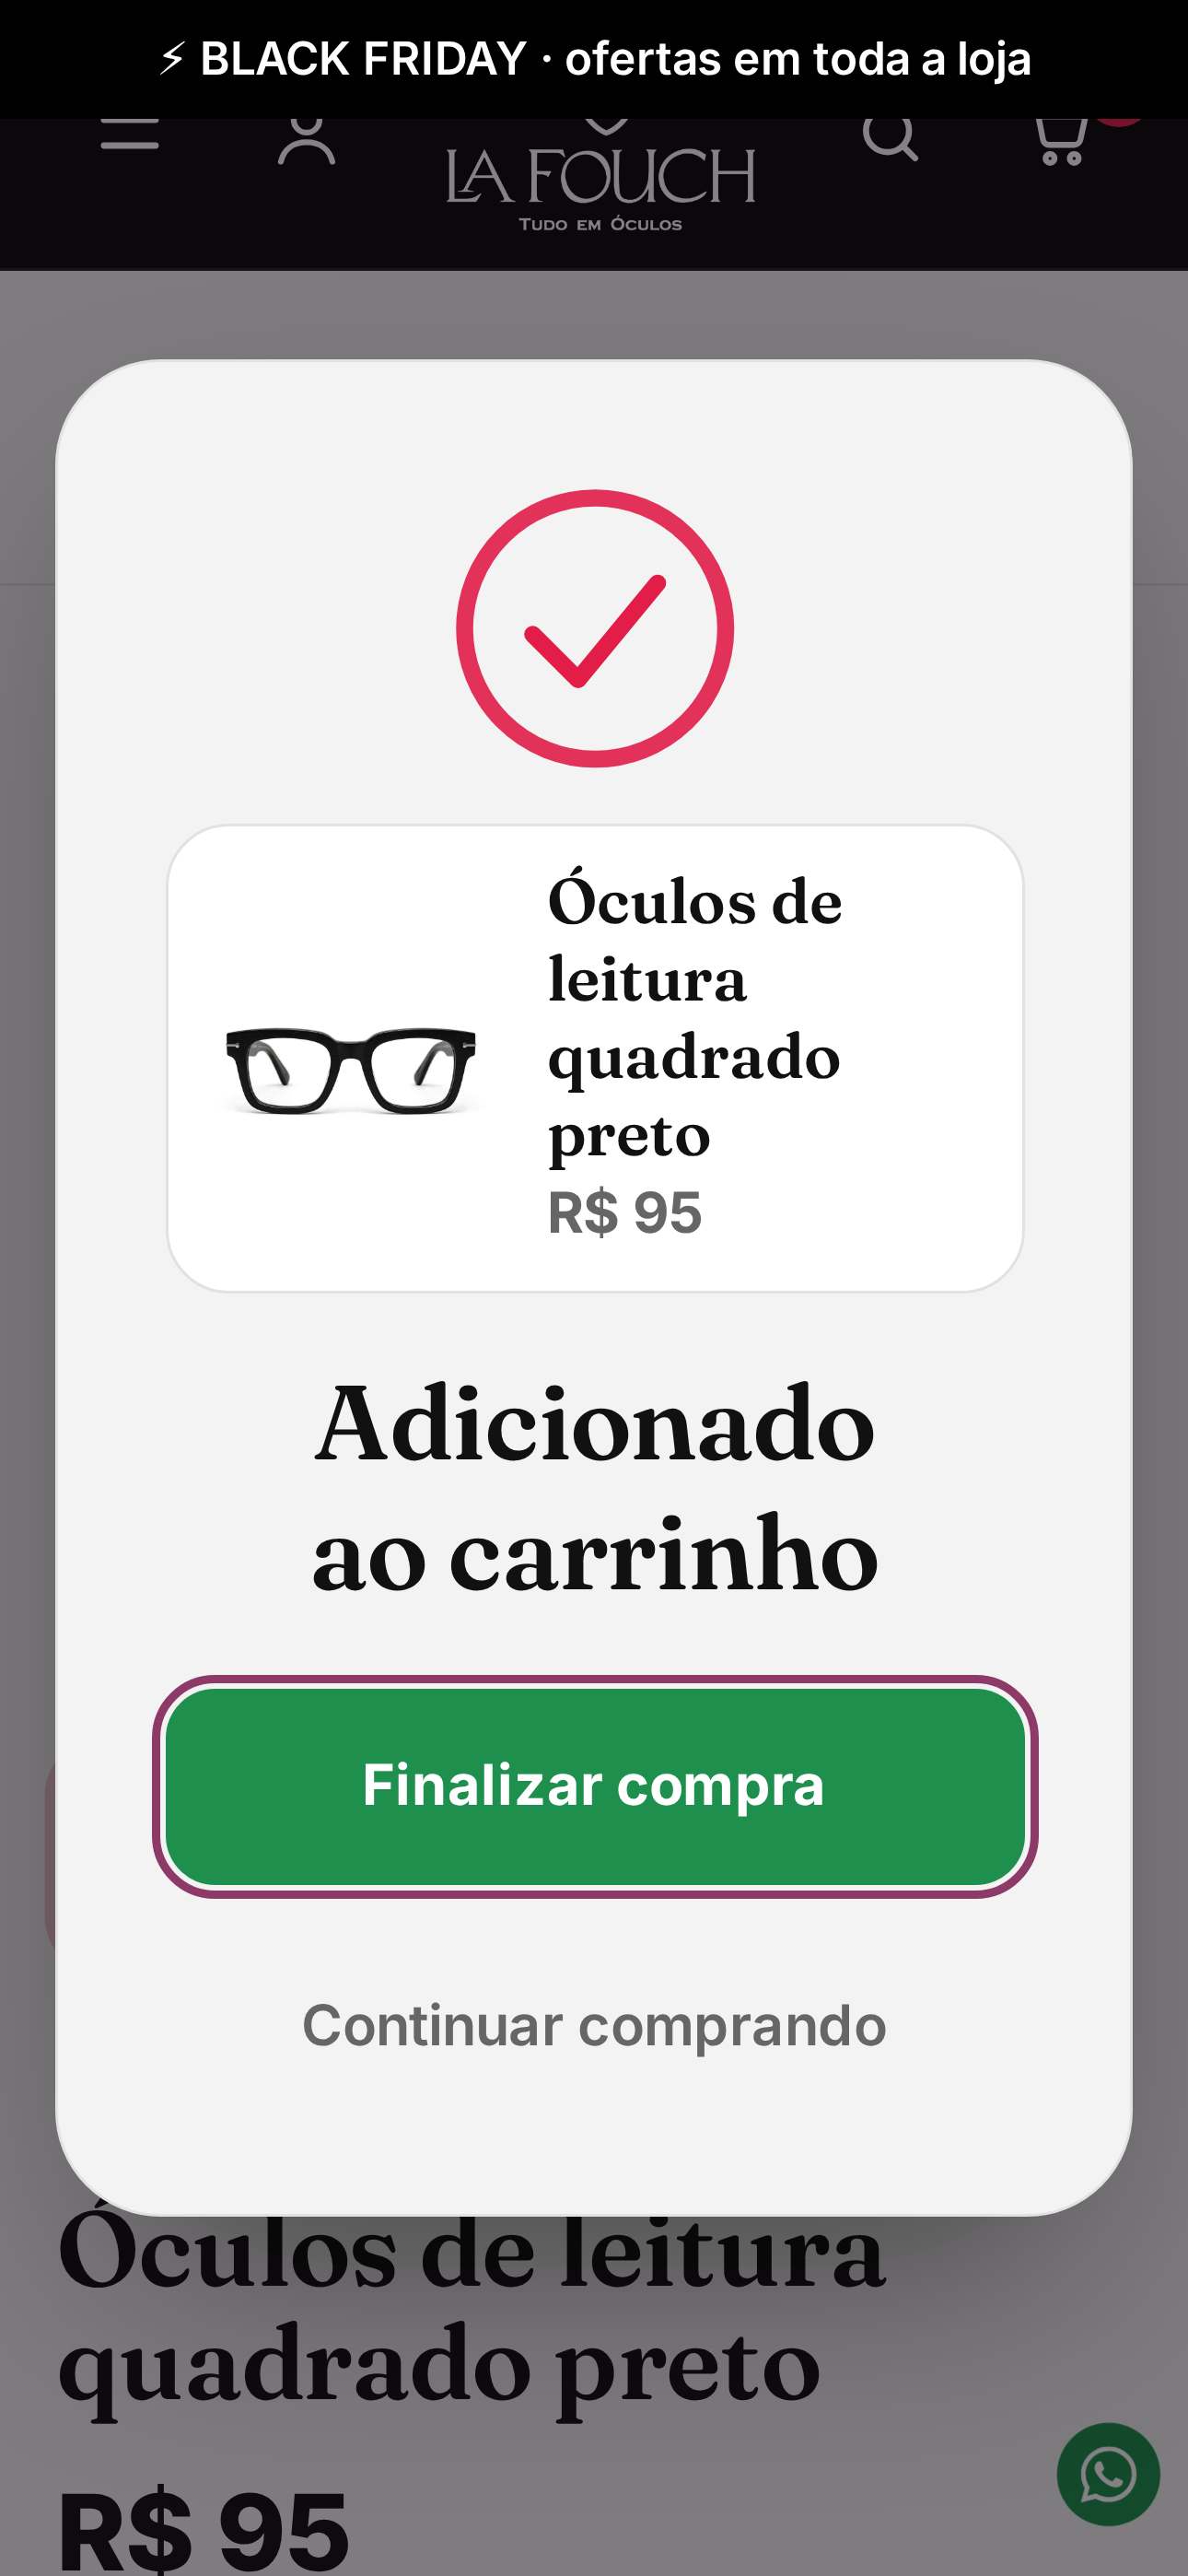 ⚡ BLACK FRIDAY · ofertas em toda a loja
LA FOUCH
TUDO EM ÓCULOS
Óculos de
leitura
quadrado
preto
R$ 95
Adicionado
ao carrinho
Finalizar compra
Continuar comprando
Óculos de leitura
quadrado preto
R$ 95